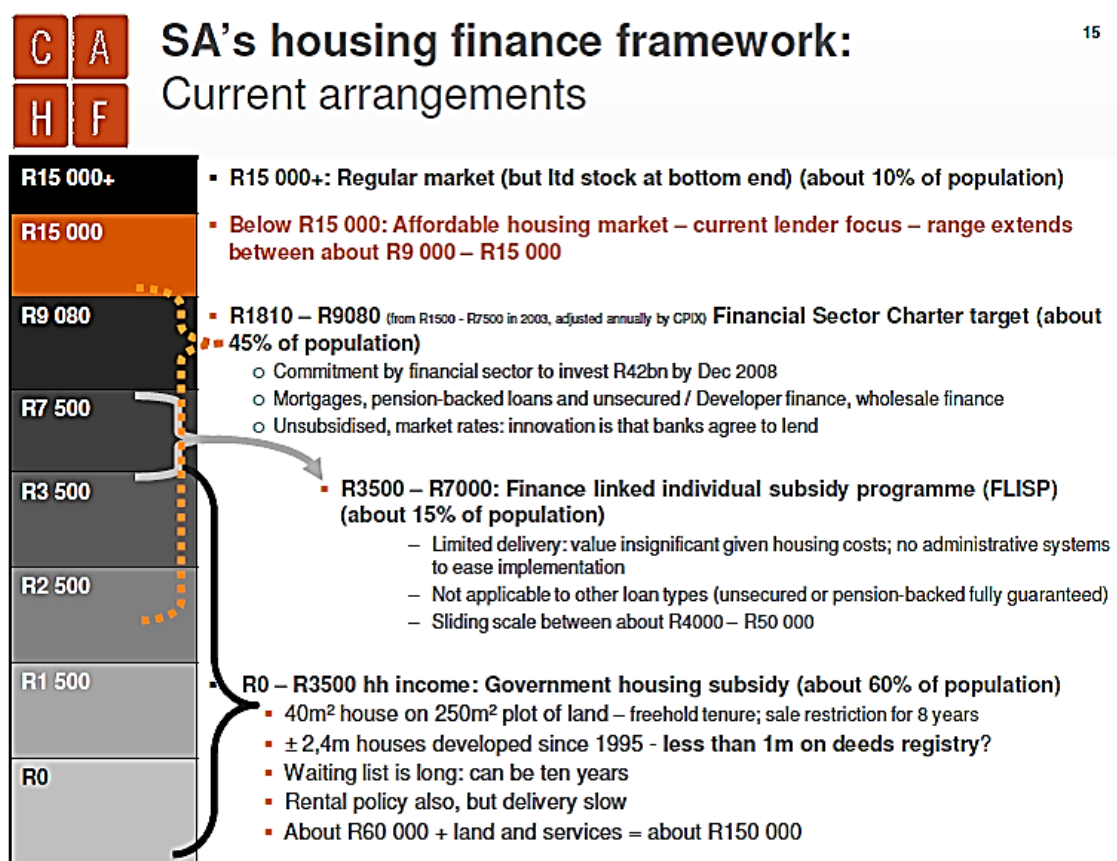 C A
H F
SA's housing finance framework:
Current arrangements
15
R15 000+
▪ R15 000+: Regular market (but ltd stock at bottom end) (about 10% of population)
R15 000
▪ Below R15 000: Affordable housing market – current lender focus – range extends
between about R9 000 – R15 000
R9 080
▪ R1810 – R9080 (from R1500 - R7500 in 2003, adjusted annually by CPIX) Financial Sector Charter target (about
45% of population)
o Commitment by financial sector to invest R42bn by Dec 2008
o Mortgages, pension-backed loans and unsecured / Developer finance, wholesale finance
o Unsubsidised, market rates: innovation is that banks agree to lend
R7 500
R3 500
▪ R3500 – R7000: Finance linked individual subsidy programme (FLISP)
(about 15% of population)
– Limited delivery: value insignificant given housing costs; no administrative systems
to ease implementation
– Not applicable to other loan types (unsecured or pension-backed fully guaranteed)
– Sliding scale between about R4000 – R50 000
R2 500
R1 500
▪ R0 – R3500 hh income: Government housing subsidy (about 60% of population)
▪ 40m² house on 250m² plot of land – freehold tenure; sale restriction for 8 years
▪ ± 2,4m houses developed since 1995 - less than 1m on deeds registry?
▪ Waiting list is long: can be ten years
▪ Rental policy also, but delivery slow
▪ About R60 000 + land and services = about R150 000
R0